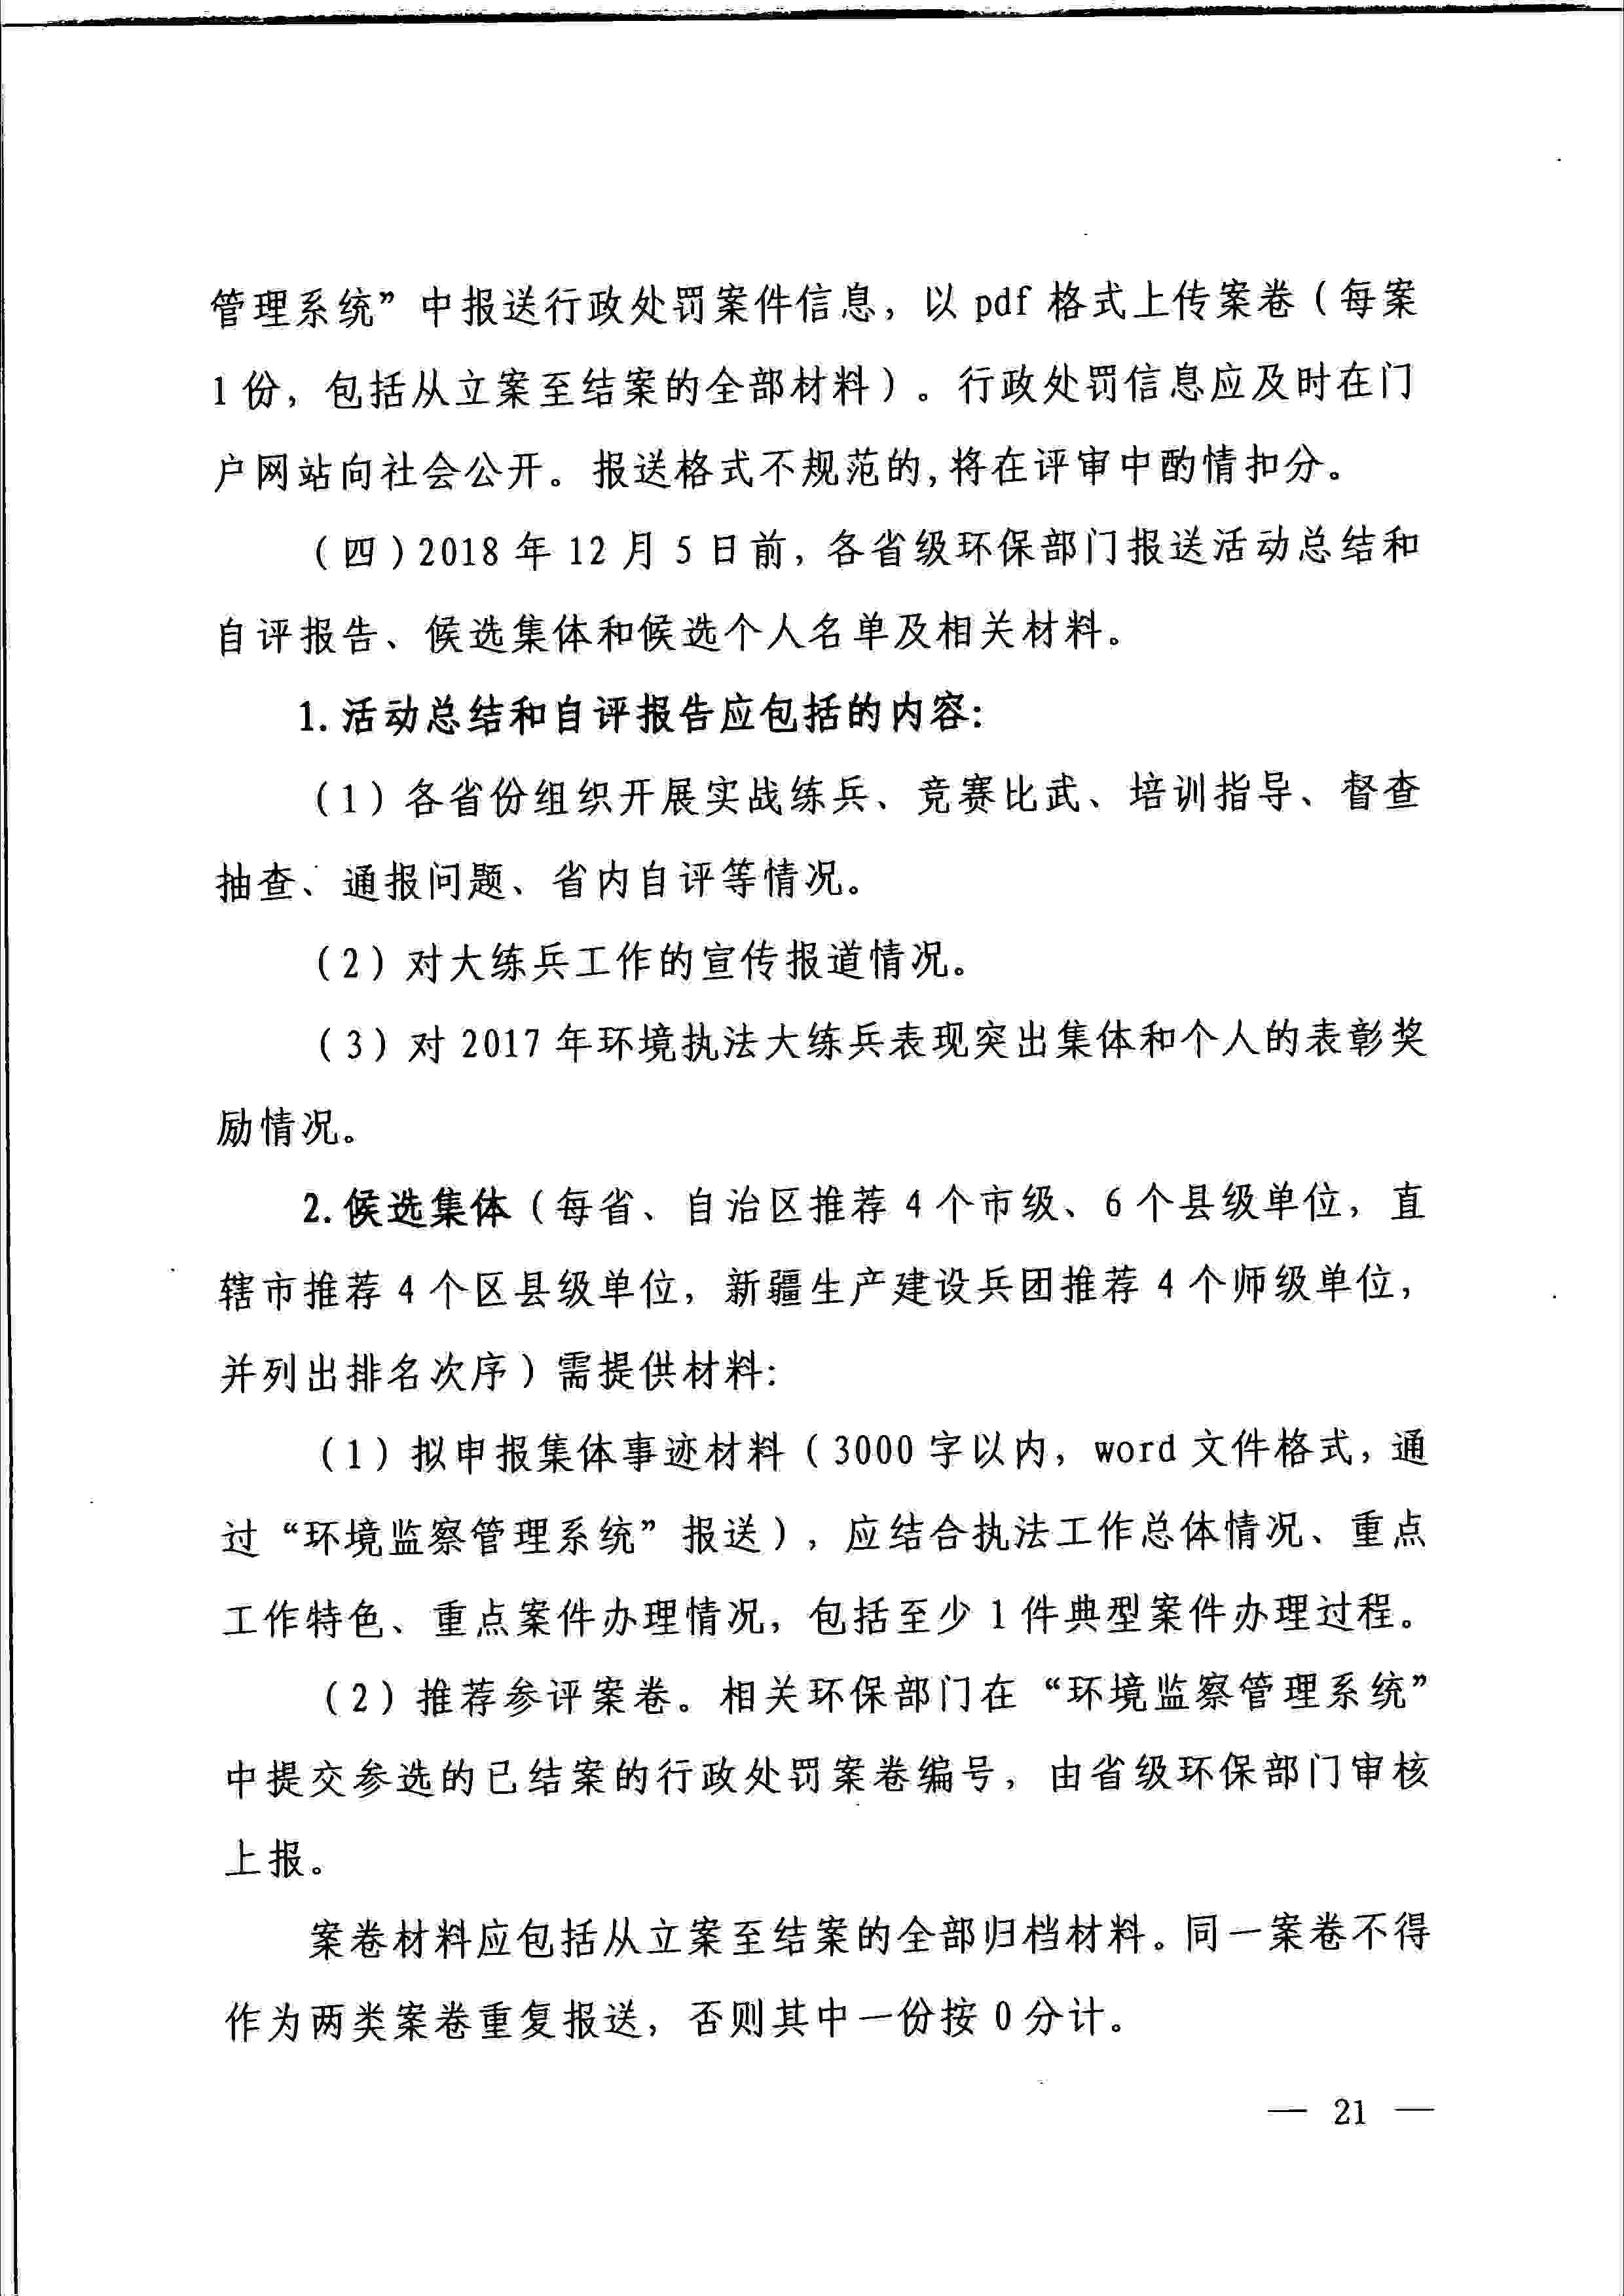 管理系统”中报送行政处罚案件信息，以 pdf 格式上传案卷（每案
1 份，包括从立案至结案的全部材料）。行政处罚信息应及时在门
户网站向社会公开。报送格式不规范的,将在评审中酌情扣分。
（四）2018 年 12 月 5 日前，各省级环保部门报送活动总结和
自评报告、候选集体和候选个人名单及相关材料。
1. 活动总结和自评报告应包括的内容:
（1）各省份组织开展实战练兵、竞赛比武、培训指导、督查
抽查、通报问题、省内自评等情况。
（2）对大练兵工作的宣传报道情况。
（3）对 2017 年环境执法大练兵表现突出集体和个人的表彰奖
励情况。
2. 候选集体（每省、自治区推荐 4 个市级、6 个县级单位，直
辖市推荐 4 个区县级单位，新疆生产建设兵团推荐 4 个师级单位，
并列出排名次序）需提供材料:
（1）拟申报集体事迹材料（3000 字以内，word 文件格式，通
过“环境监察管理系统”报送），应结合执法工作总体情况、重点
工作特色、重点案件办理情况，包括至少 1 件典型案件办理过程。
（2）推荐参评案卷。相关环保部门在“环境监察管理系统”
中提交参选的已结案的行政处罚案卷编号，由省级环保部门审核
上报。
案卷材料应包括从立案至结案的全部归档材料。同一案卷不得
作为两类案卷重复报送，否则其中一份按 0 分计。
— 21 —